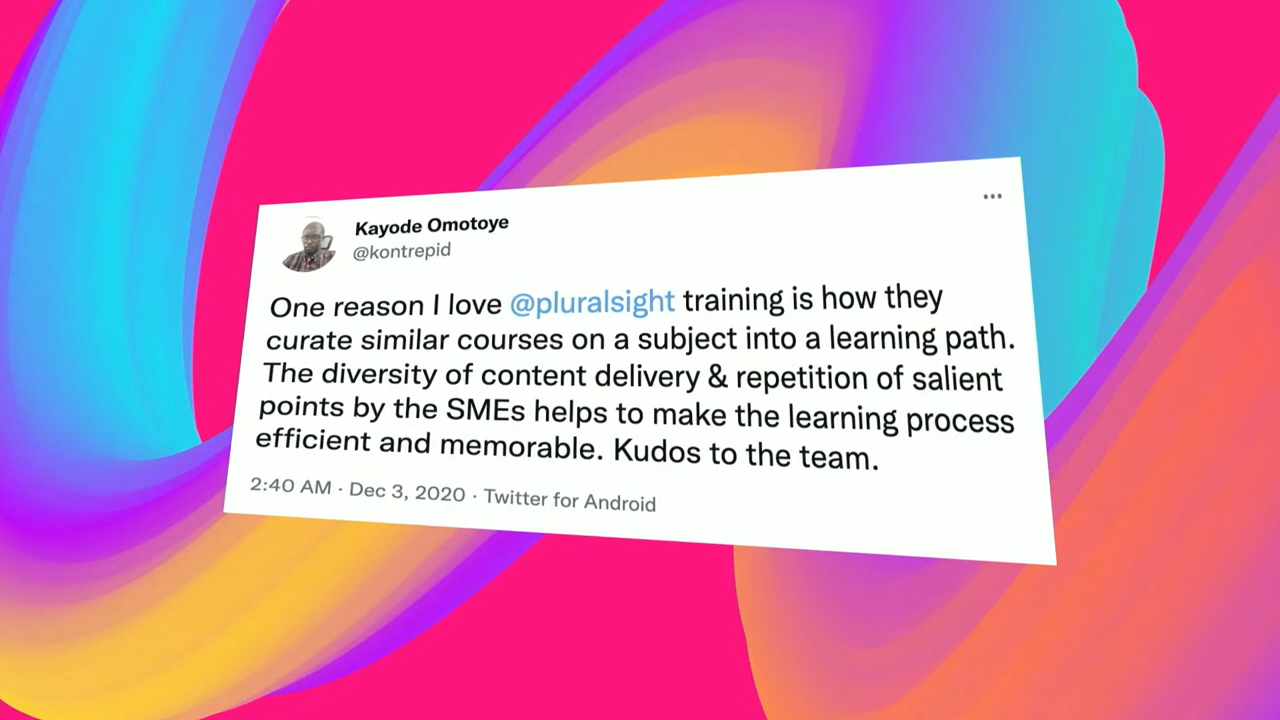 Kayode Omotoye
@kontrepid
One reason I love @pluralsight training is how they
curate similar courses on a subject into a learning path.
The diversity of content delivery & repetition of salient
points by the SMEs helps to make the learning process
efficient and memorable. Kudos to the team.
2:40 AM · Dec 3, 2020 · Twitter for Android